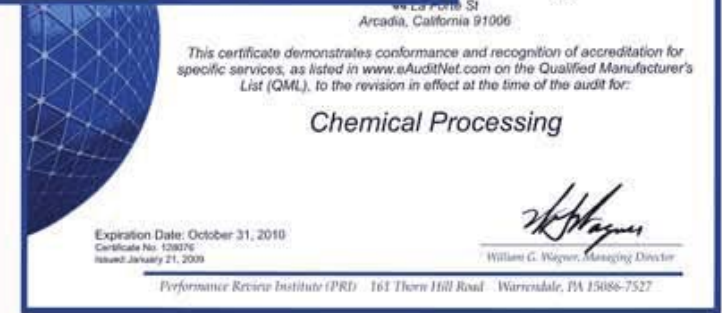 La Porte St
Arcadia, California 91006
This certificate demonstrates conformance and recognition of accreditation for
specific services, as listed in www.eAuditNet.com on the Qualified Manufacturer's
List (QML), to the revision in effect at the time of the audit for:
Chemical Processing
Expiration Date: October 31, 2010
Certificate No. 128076
Issued: January 21, 2009
William G. Wagner, Managing Director
Performance Review Institute (PRI) 161 Thorn Hill Road Warrendale, PA 15086-7527